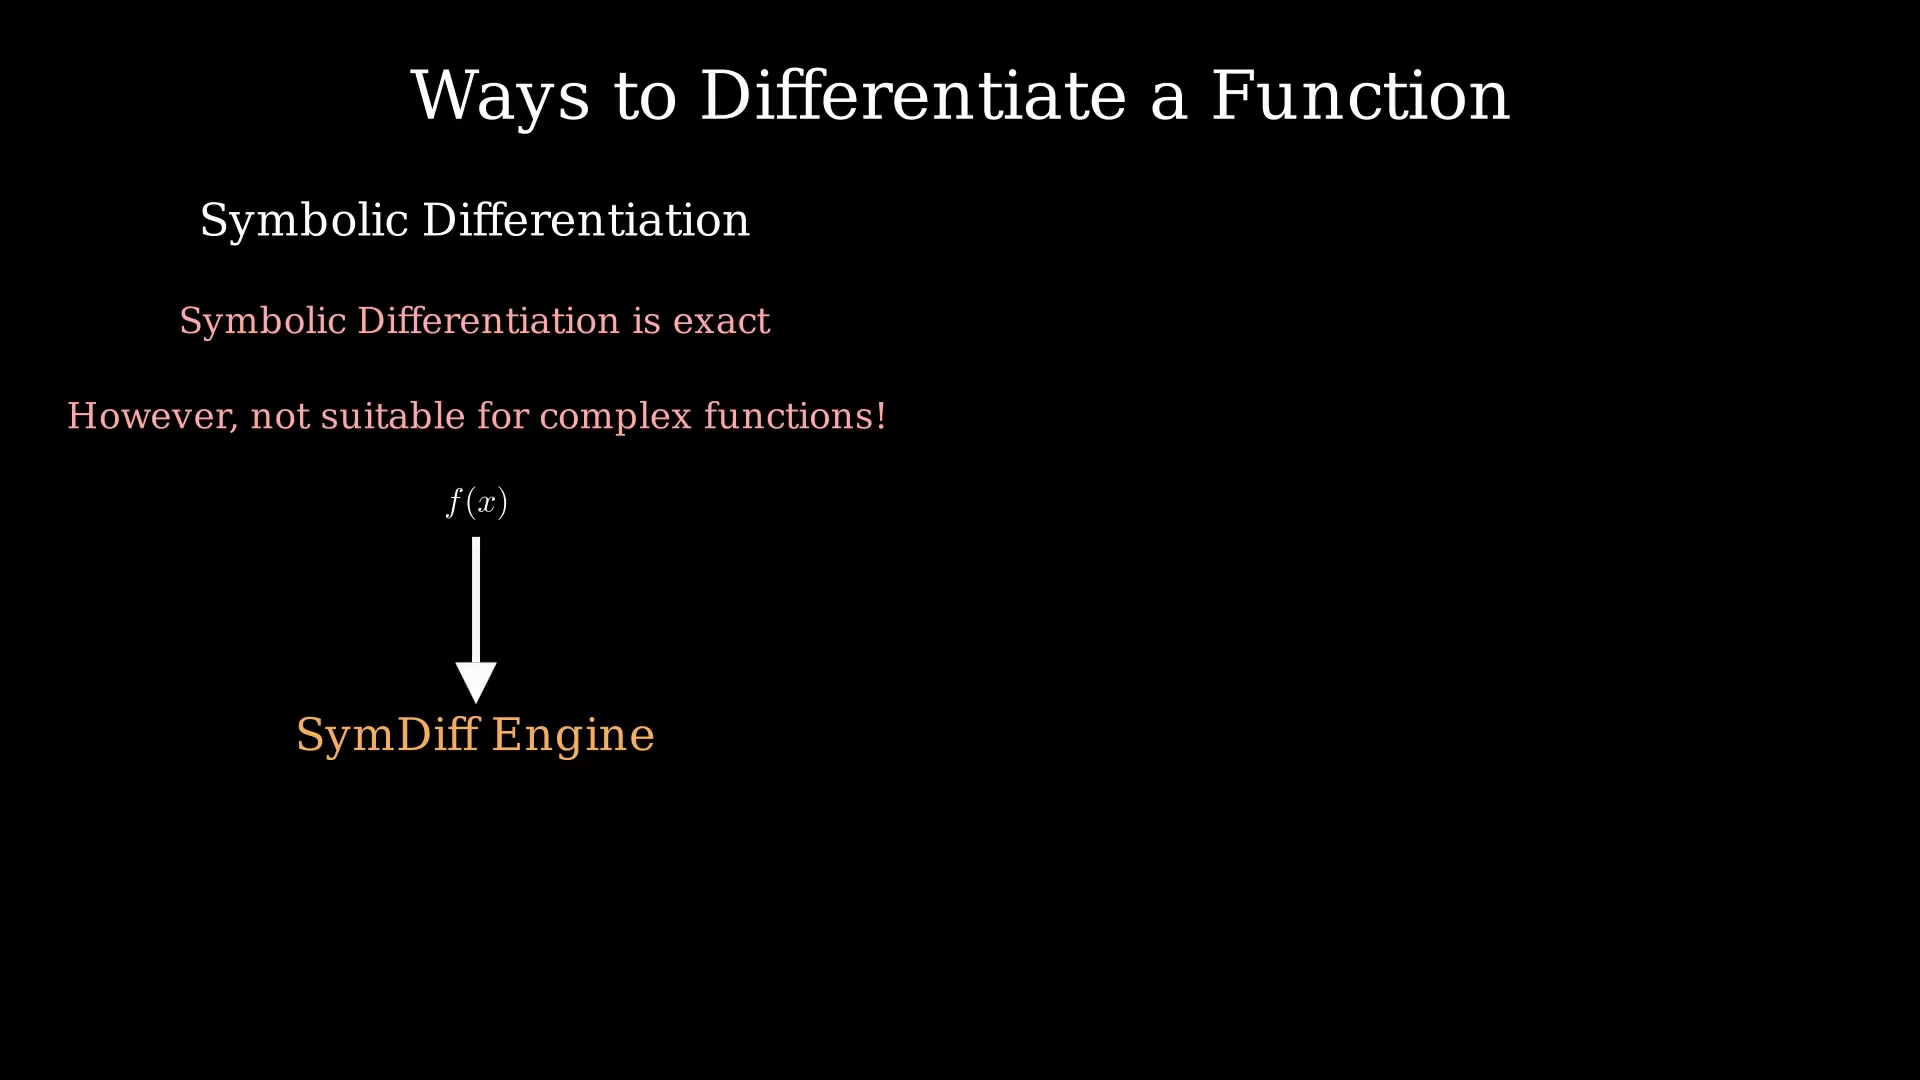 Ways to Differentiate a Function
Symbolic Differentiation
Symbolic Differentiation is exact
However, not suitable for complex functions!
f(x)
SymDiff Engine